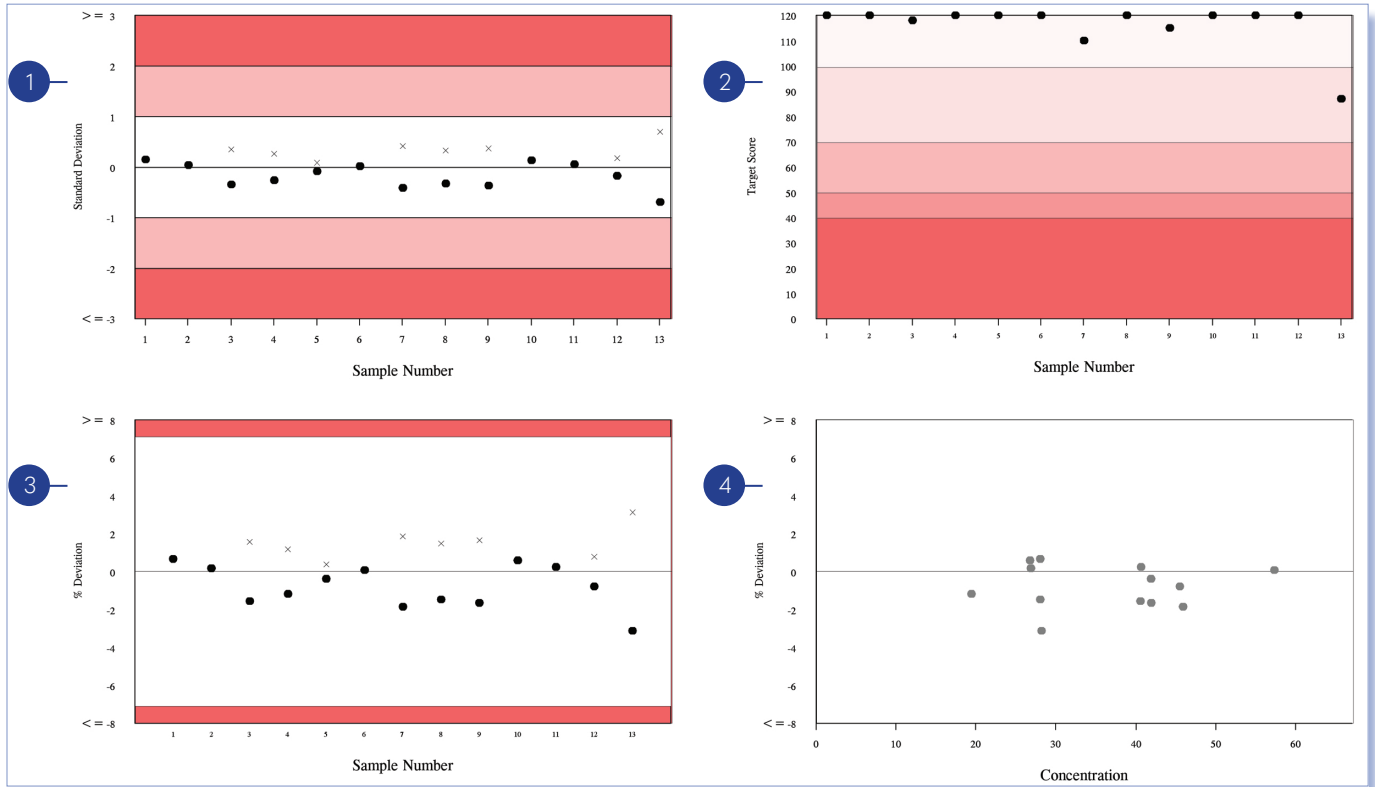 1
Standard Deviation
> = 3
2
1
0
-1
-2
< = -3
1 2 3 4 5 6 7 8 9 10 11 12 13
Sample Number
2
Target Score
120
110
100
90
80
70
60
50
40
30
20
10
0
1 2 3 4 5 6 7 8 9 10 11 12 13
Sample Number
3
% Deviation
> = 8
6
4
2
0
-2
-4
-6
< = -8
1 2 3 4 5 6 7 8 9 10 11 12 13
Sample Number
4
% Deviation
> = 8
6
4
2
0
-2
-4
-6
< = -8
0 10 20 30 40 50 60
Concentration